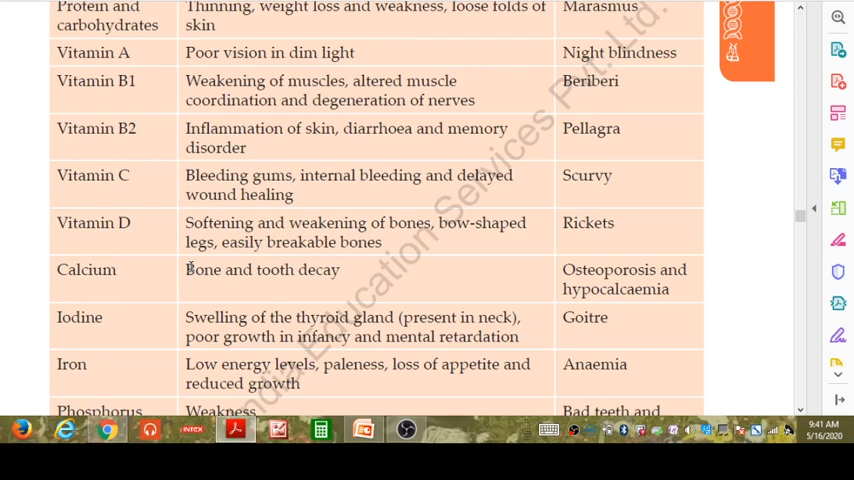 Protein and carbohydrates
Thinning, weight loss and weakness, loose folds of skin
Marasmus
Vitamin A
Poor vision in dim light
Night blindness
Vitamin B1
Weakening of muscles, altered muscle
coordination and degeneration of nerves
Beriberi
Vitamin B2
Inflammation of skin, diarrhoea and memory
disorder
Pellagra
Vitamin C
Bleeding gums, internal bleeding and delayed
wound healing
Scurvy
Vitamin D
Softening and weakening of bones, bow-shaped
legs, easily breakable bones
Rickets
Calcium
Bone and tooth decay
Osteoporosis and
hypocalcaemia
Iodine
Swelling of the thyroid gland (present in neck),
poor growth in infancy and mental retardation
Goitre
Iron
Low energy levels, paleness, loss of appetite and
reduced growth
Anaemia
Phosphorus
Weakness
Bad teeth and
India Education Services Pvt. Ltd.
INTEX
9:41 AM
5/16/2020